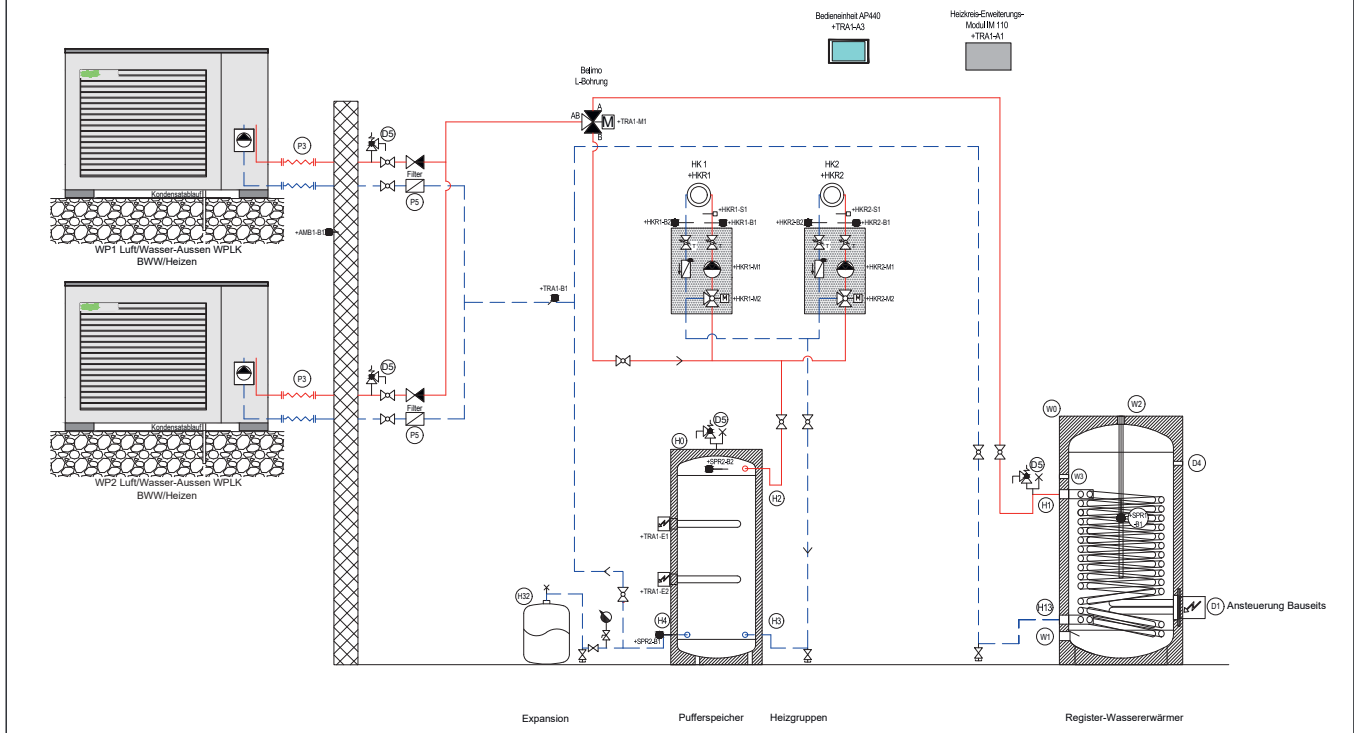 Bedieneinheit AP440
+TRA1-A3
Heizkreis-Erweiterungs-
Modul IM 110
+TRA1-A1
Belimo
L-Bohrung
A
AB
M
+TRA1-M1
B
P3
D5
Filter
P5
Kondensatablauf
+AMB1-B1
WP1 Luft/Wasser-Aussen WPLK
BWW/Heizen
HK 1
+HKR1
HK2
+HKR2
+HKR1-S1
+HKR1-B2
+HKR1-B1
+HKR2-S1
+HKR2-B2
+HKR2-B1
+HKR1-M1
+HKR2-M1
M
+HKR1-M2
M
+HKR2-M2
+TRA1-B1
P3
D5
Filter
P5
Kondensatablauf
WP2 Luft/Wasser-Aussen WPLK
BWW/Heizen
H0
D5
+SPR2-B2
H2
+TRA1-E1
+TRA1-E2
H32
H4
H3
+SPR2-B1
W0
W2
D5
W3
D4
H1
+SPR1
-B1
H13
D1
Ansteuerung Bauseits
W1
Expansion
Pufferspeicher
Heizgruppen
Register-Wassererwärmer